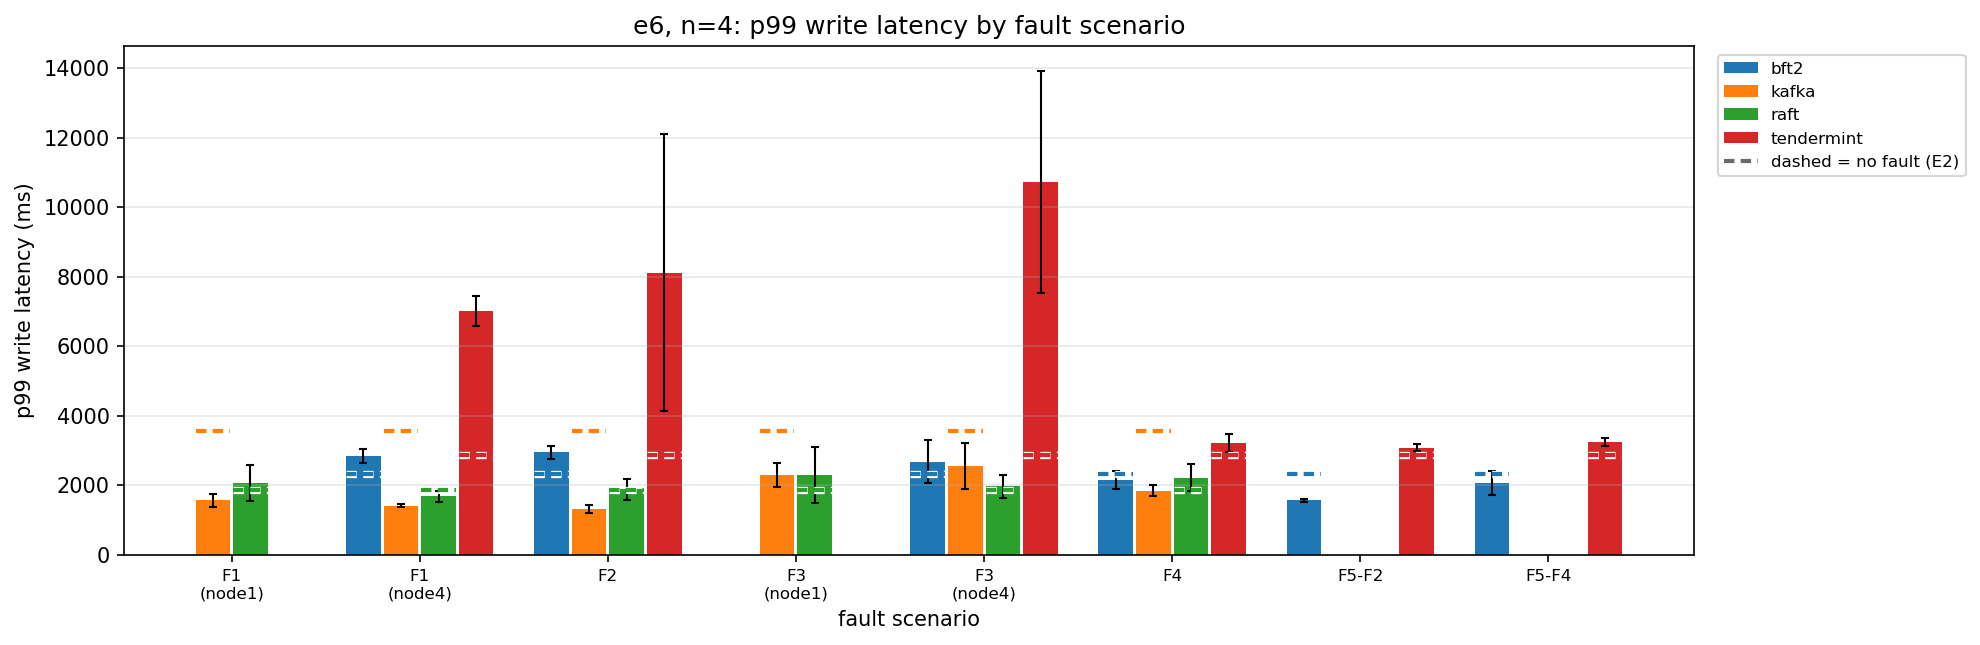 e6, n=4: p99 write latency by fault scenario
p99 write latency (ms)
14000
12000
10000
8000
6000
4000
2000
0
F1
(node1)
F1
(node4)
F2
F3
(node1)
F3
(node4)
F4
F5-F2
F5-F4
fault scenario
bft2
kafka
raft
tendermint
dashed = no fault (E2)